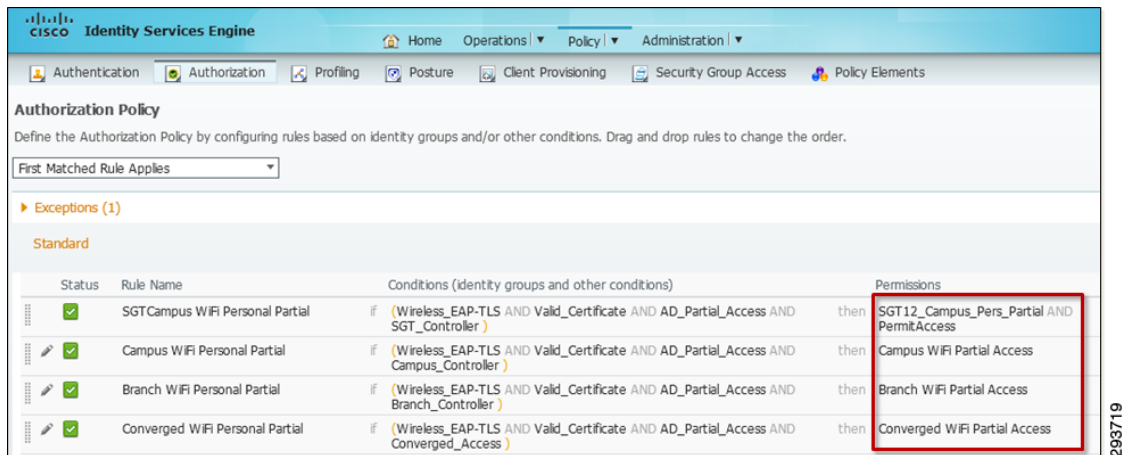 CISCO Identity Services Engine
Home Operations ▼ Policy ▼ Administration ▼
Authentication Authorization Profiling Posture Client Provisioning Security Group Access Policy Elements
Authorization Policy
Define the Authorization Policy by configuring rules based on identity groups and/or other conditions. Drag and drop rules to change the order.
First Matched Rule Applies
Exceptions (1)
Standard
Status Rule Name Conditions (identity groups and other conditions) Permissions
SGTCampus WiFi Personal Partial if (Wireless_EAP-TLS AND Valid_Certificate AND AD_Partial_Access AND then SGT12_Campus_Pers_Partial AND
SGT_Controller ) PermitAccess
Campus WiFi Personal Partial if (Wireless_EAP-TLS AND Valid_Certificate AND AD_Partial_Access AND then Campus WiFi Partial Access
Campus_Controller )
Branch WiFi Personal Partial if (Wireless_EAP-TLS AND Valid_Certificate AND AD_Partial_Access AND then Branch WiFi Partial Access
Branch_Controller )
Converged WiFi Personal Partial if (Wireless_EAP-TLS AND Valid_Certificate AND AD_Partial_Access AND then Converged WiFi Partial Access
Converged_Access )
293719